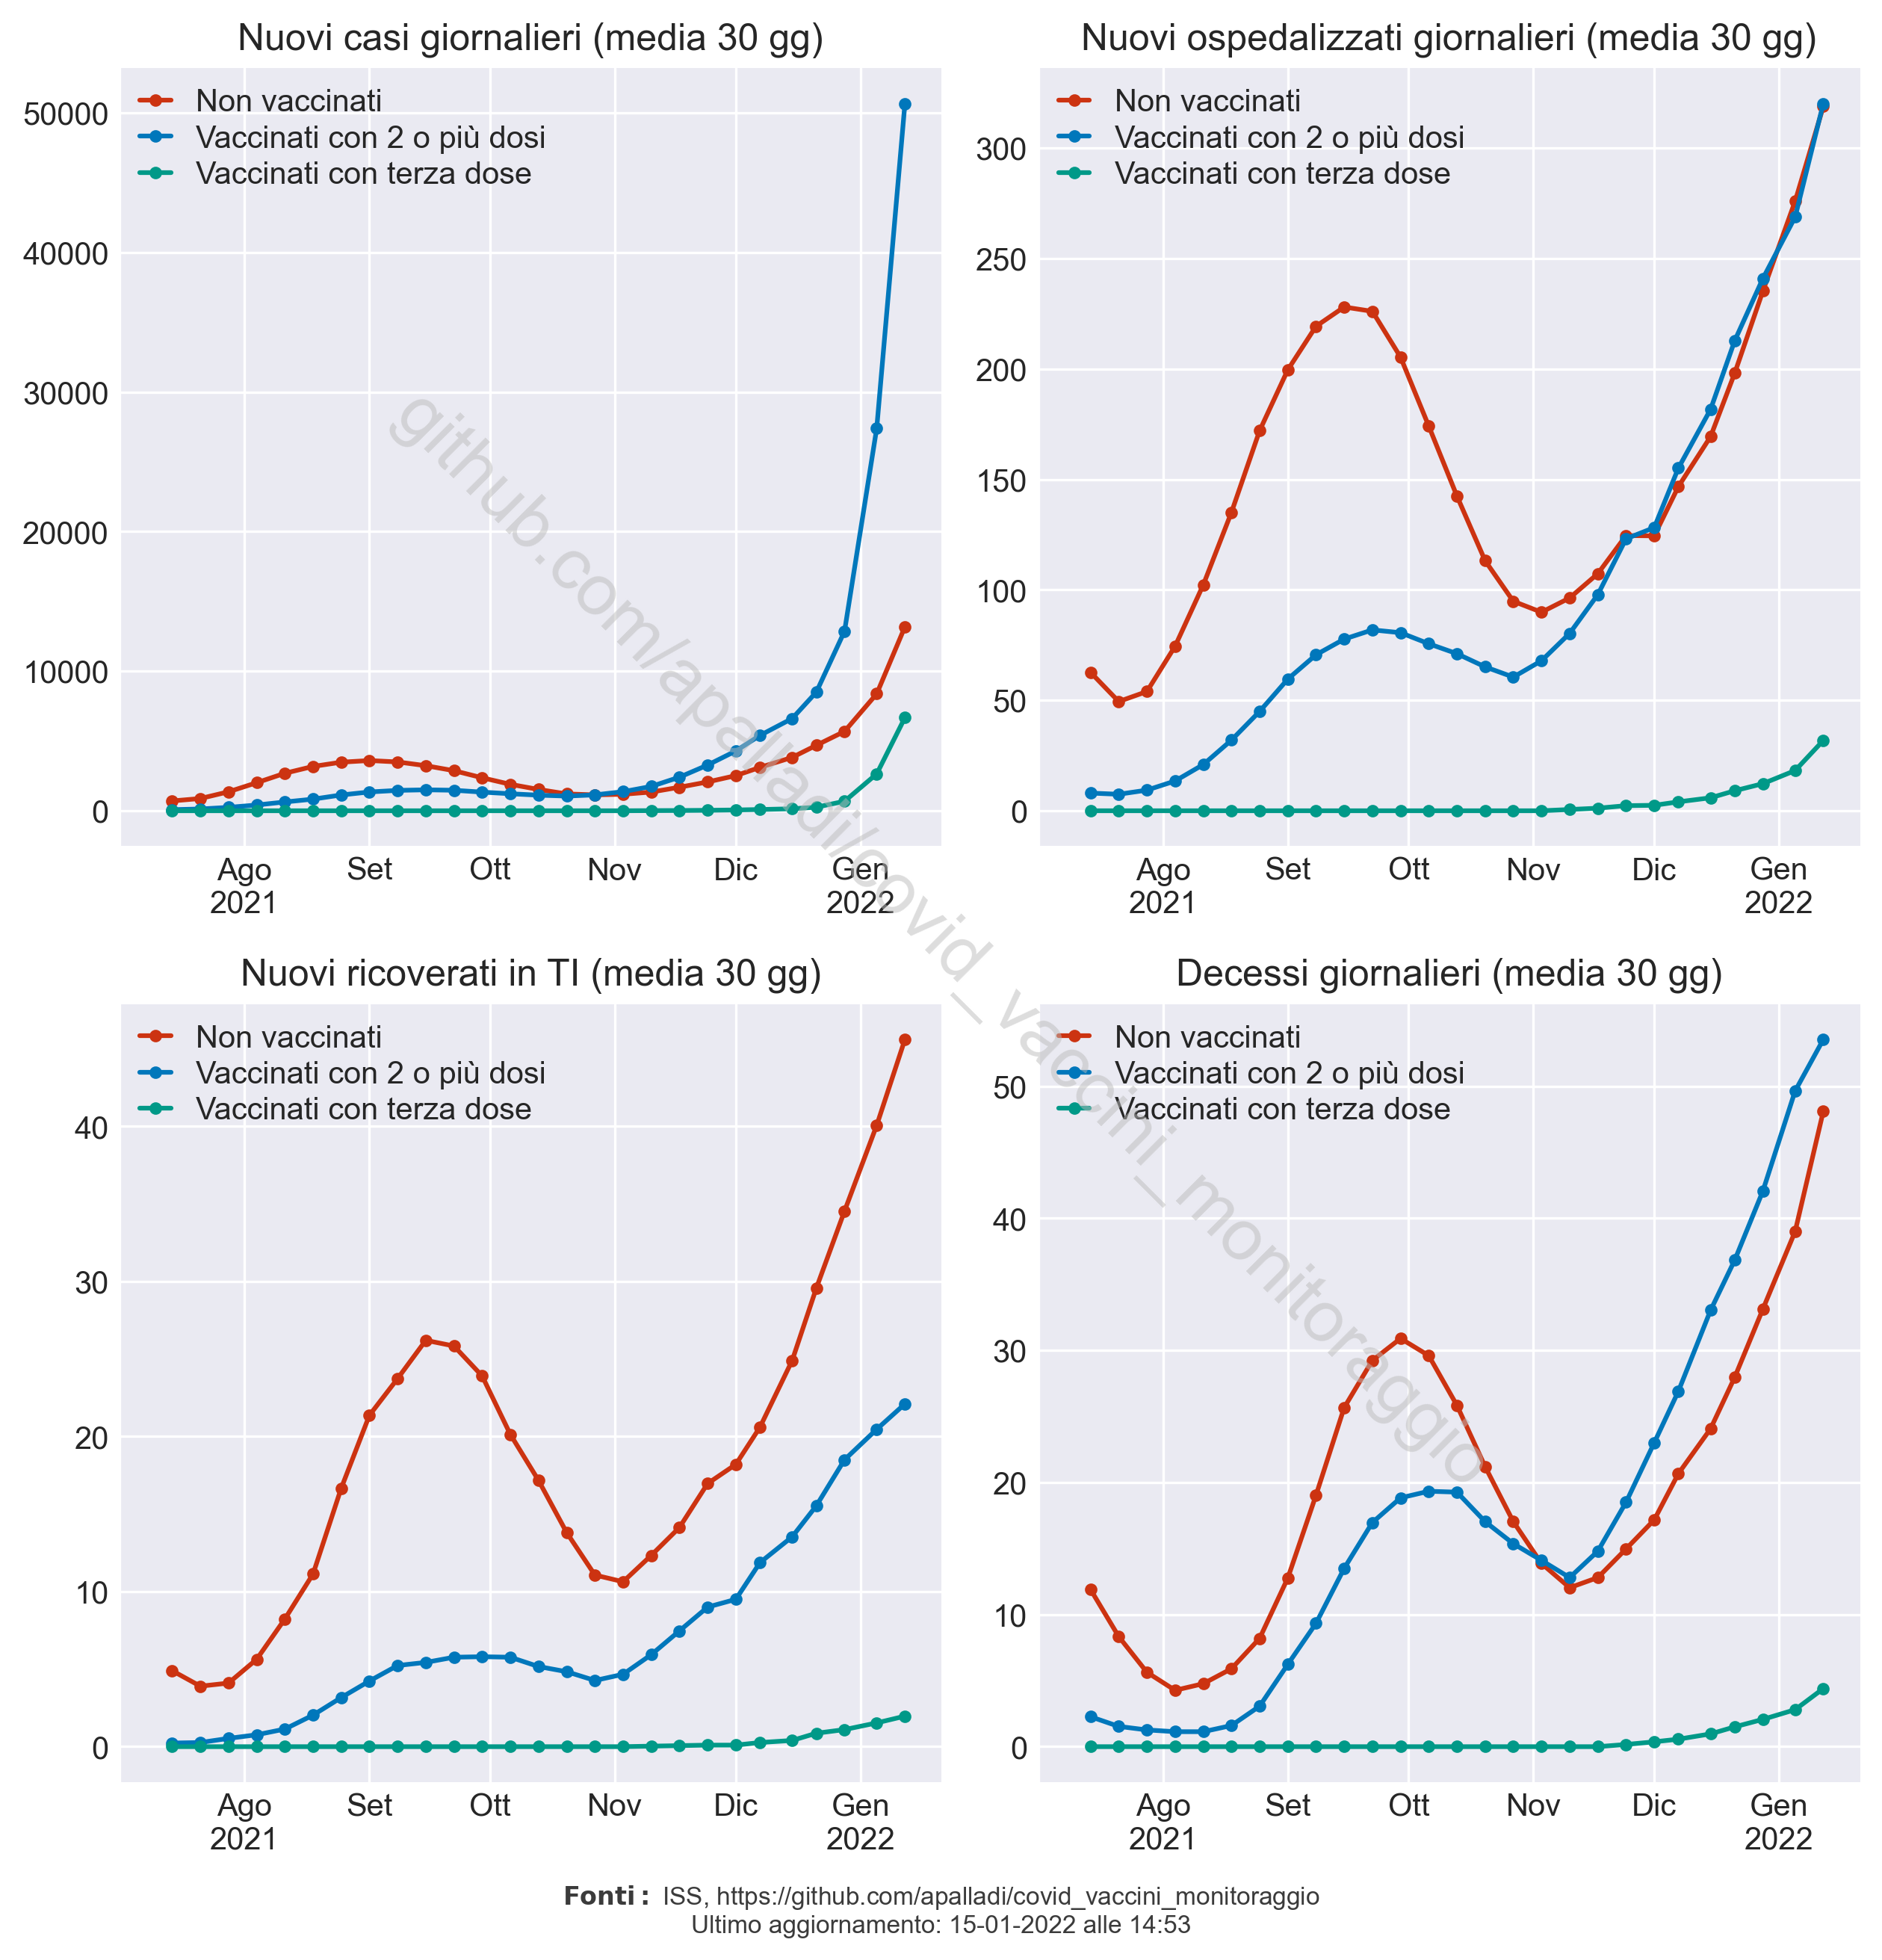 Nuovi casi giornalieri (media 30 gg)
Non vaccinati
Vaccinati con 2 o più dosi
Vaccinati con terza dose
50000
40000
30000
20000
10000
0
Ago
2021
Set
Ott
Nov
Dic
Gen
2022
Nuovi ospedalizzati giornalieri (media 30 gg)
Non vaccinati
Vaccinati con 2 o più dosi
Vaccinati con terza dose
300
250
200
150
100
50
0
Ago
2021
Set
Ott
Nov
Dic
Gen
2022
Nuovi ricoverati in TI (media 30 gg)
Non vaccinati
Vaccinati con 2 o più dosi
Vaccinati con terza dose
40
30
20
10
0
Ago
2021
Set
Ott
Nov
Dic
Gen
2022
Decessi giornalieri (media 30 gg)
Non vaccinati
Vaccinati con 2 o più dosi
Vaccinati con terza dose
50
40
30
20
10
0
Ago
2021
Set
Ott
Nov
Dic
Gen
2022
github.com/apalladi/covid_vaccini_monitoraggio
Fonti: ISS, https://github.com/apalladi/covid_vaccini_monitoraggio
Ultimo aggiornamento: 15-01-2022 alle 14:53